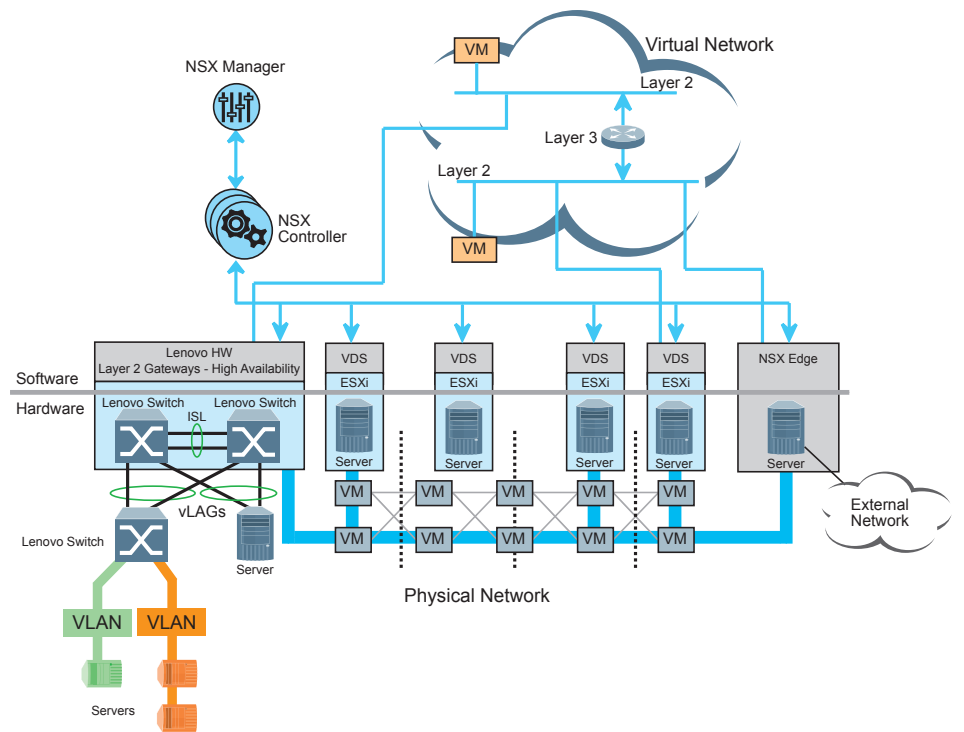 VM
Virtual Network
NSX Manager
Layer 2
Layer 3
Layer 2
NSX
Controller
VM
Lenovo HW
Layer 2 Gateways - High Availability
VDS
VDS
VDS
VDS
NSX Edge
Software
ESXi
ESXi
ESXi
ESXi
Hardware
Lenovo Switch
Lenovo Switch
ISL
Server
Server
Server
Server
Server
VM
VM
VM
VM
VM
vLAGs
External
Network
Lenovo Switch
VM
VM
VM
VM
VM
Server
Physical Network
VLAN
VLAN
Servers